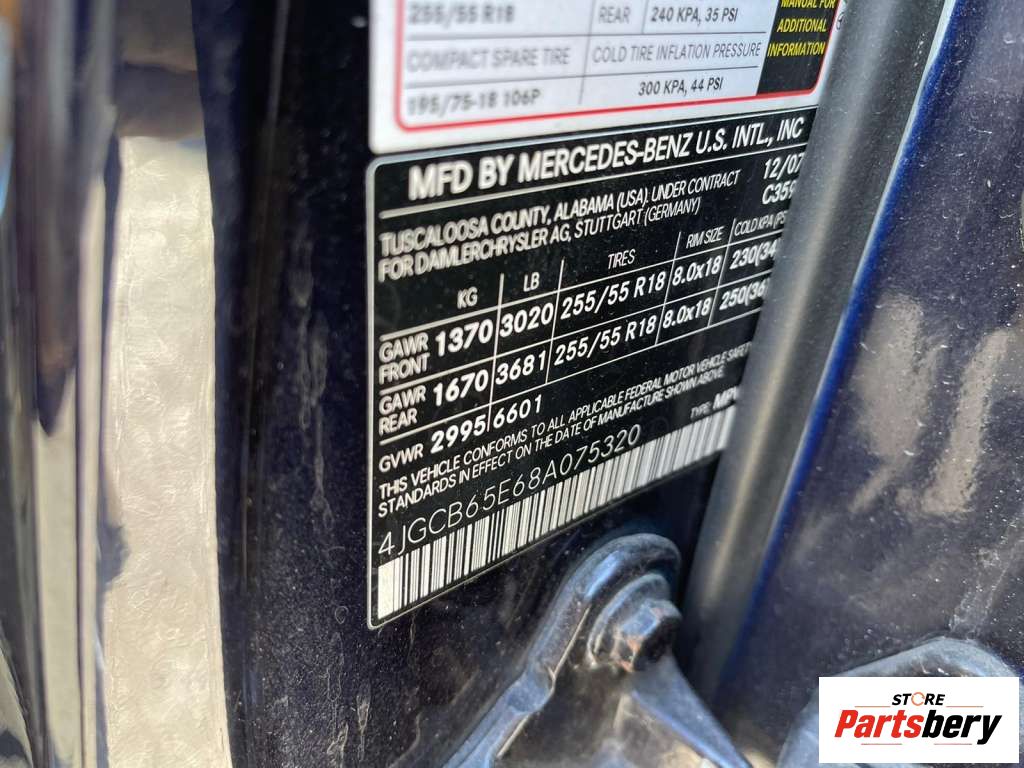 255/55 R18 REAR 240 KPA, 35 PSI
MANUAL FOR
ADDITIONAL
INFORMATION
COMPACT SPARE TIRE COLD TIRE INFLATION PRESSURE
195/75-18 106P 300 KPA, 44 PSI
MFD BY MERCEDES-BENZ U.S. INTL., INC
TUSCALOOSA COUNTY, ALABAMA (USA) UNDER CONTRACT 12/07
FOR DAIMLERCHRYSLER AG, STUTTGART (GERMANY) C359
KG LB TIRES RIM SIZE COLD KPA (PS
GAWR FRONT 1370 3020 255/55 R18 8.0x18 230(34
GAWR REAR 1670 3681 255/55 R18 8.0x18 250(36
GVWR 2995 6601
THIS VEHICLE CONFORMS TO ALL APPLICABLE FEDERAL MOTOR VEHICLE SAFETY
STANDARDS IN EFFECT ON THE DATE OF MANUFACTURE SHOWN ABOVE.
TYPE: MPV
4JGCB65E68A075320
STORE
Partsbery